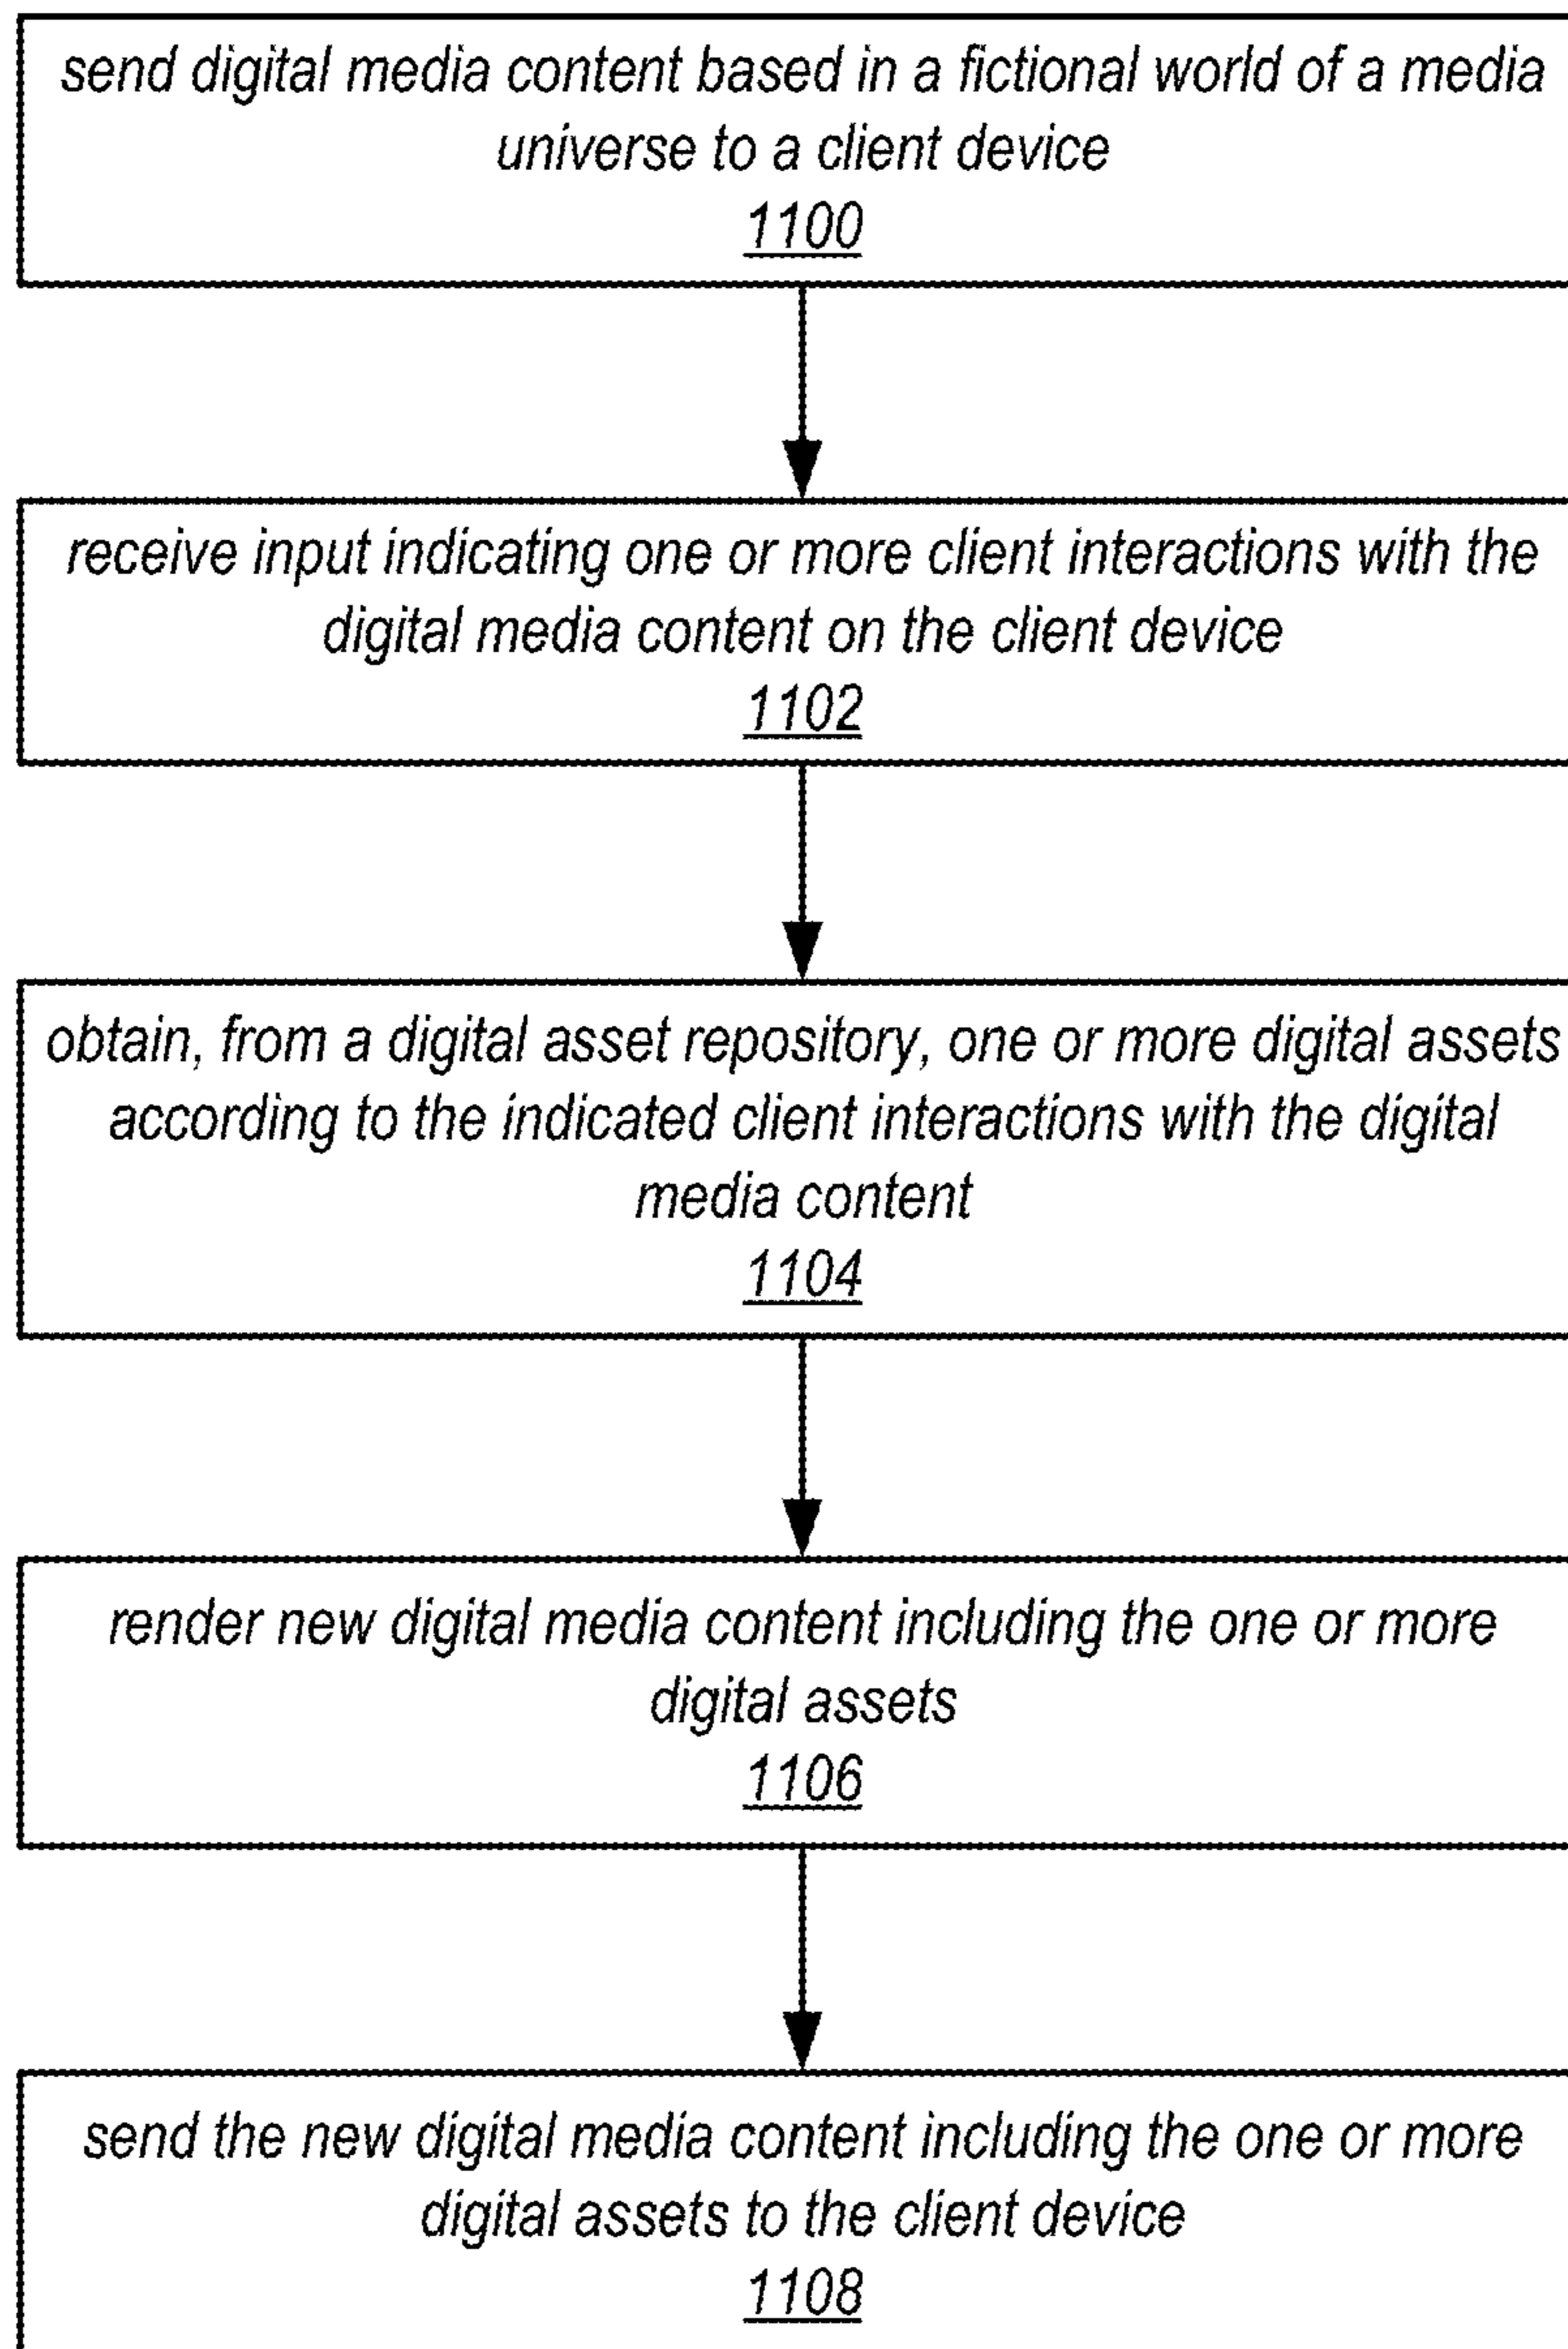 send digital media content based in a fictional world of a media
universe to a client device
1100
receive input indicating one or more client interactions with the
digital media content on the client device
1102
obtain, from a digital asset repository, one or more digital assets
according to the indicated client interactions with the digital
media content
1104
render new digital media content including the one or more
digital assets
1106
send the new digital media content including the one or more
digital assets to the client device
1108